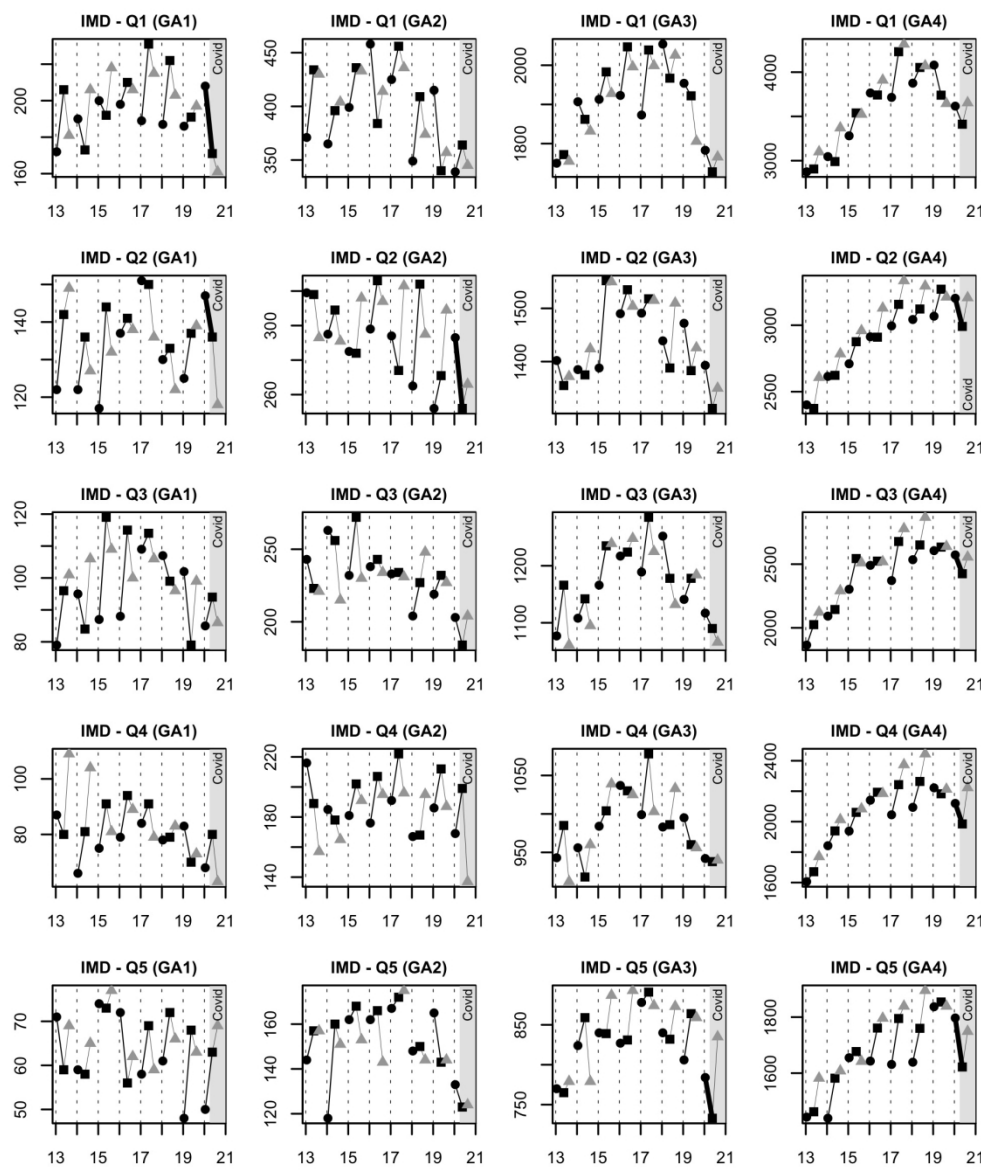 IMD - Q1 (GA1)
Covid
160 200
13 15 17 19 21
IMD - Q1 (GA2)
Covid
350 400 450
13 15 17 19 21
IMD - Q1 (GA3)
Covid
1800 2000
13 15 17 19 21
IMD - Q1 (GA4)
Covid
3000 4000
13 15 17 19 21
IMD - Q2 (GA1)
Covid
120 140
13 15 17 19 21
IMD - Q2 (GA2)
Covid
260 300
13 15 17 19 21
IMD - Q2 (GA3)
Covid
1400 1500
13 15 17 19 21
IMD - Q2 (GA4)
Covid
2500 3000
13 15 17 19 21
IMD - Q3 (GA1)
Covid
80 100 120
13 15 17 19 21
IMD - Q3 (GA2)
Covid
200 250
13 15 17 19 21
IMD - Q3 (GA3)
Covid
1100 1200
13 15 17 19 21
IMD - Q3 (GA4)
Covid
2000 2500
13 15 17 19 21
IMD - Q4 (GA1)
Covid
80 100
13 15 17 19 21
IMD - Q4 (GA2)
Covid
140 180 220
13 15 17 19 21
IMD - Q4 (GA3)
Covid
950 1050
13 15 17 19 21
IMD - Q4 (GA4)
Covid
1600 2000 2400
13 15 17 19 21
IMD - Q5 (GA1)
Covid
50 60 70
13 15 17 19 21
IMD - Q5 (GA2)
Covid
120 160
13 15 17 19 21
IMD - Q5 (GA3)
Covid
750 850
13 15 17 19 21
IMD - Q5 (GA4)
Covid
1600 1800
13 15 17 19 21